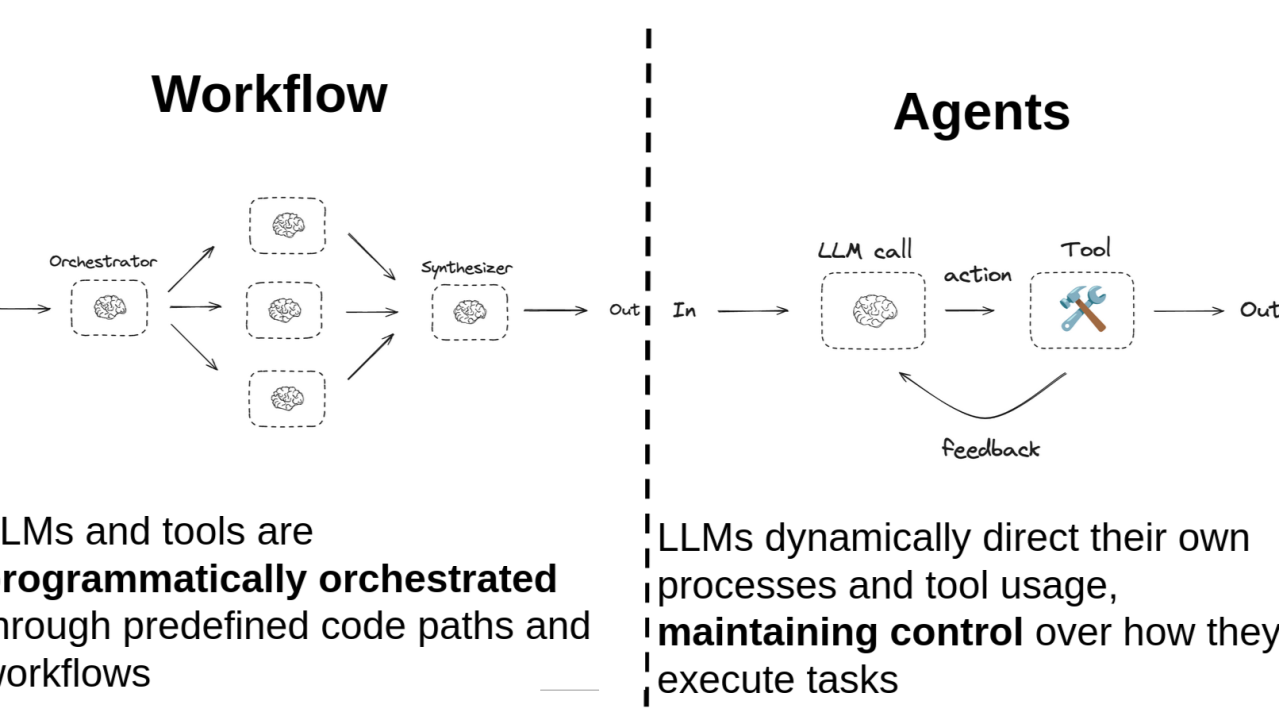 Workflow
Orchestrator
Synthesizer
Out
LMs and tools are
rogrammatically orchestrated
hrough predefined code paths and
workflows
Agents
LLM call
action
Tool
In
Out
feedback
LLMs dynamically direct their own
processes and tool usage,
maintaining control over how they
execute tasks